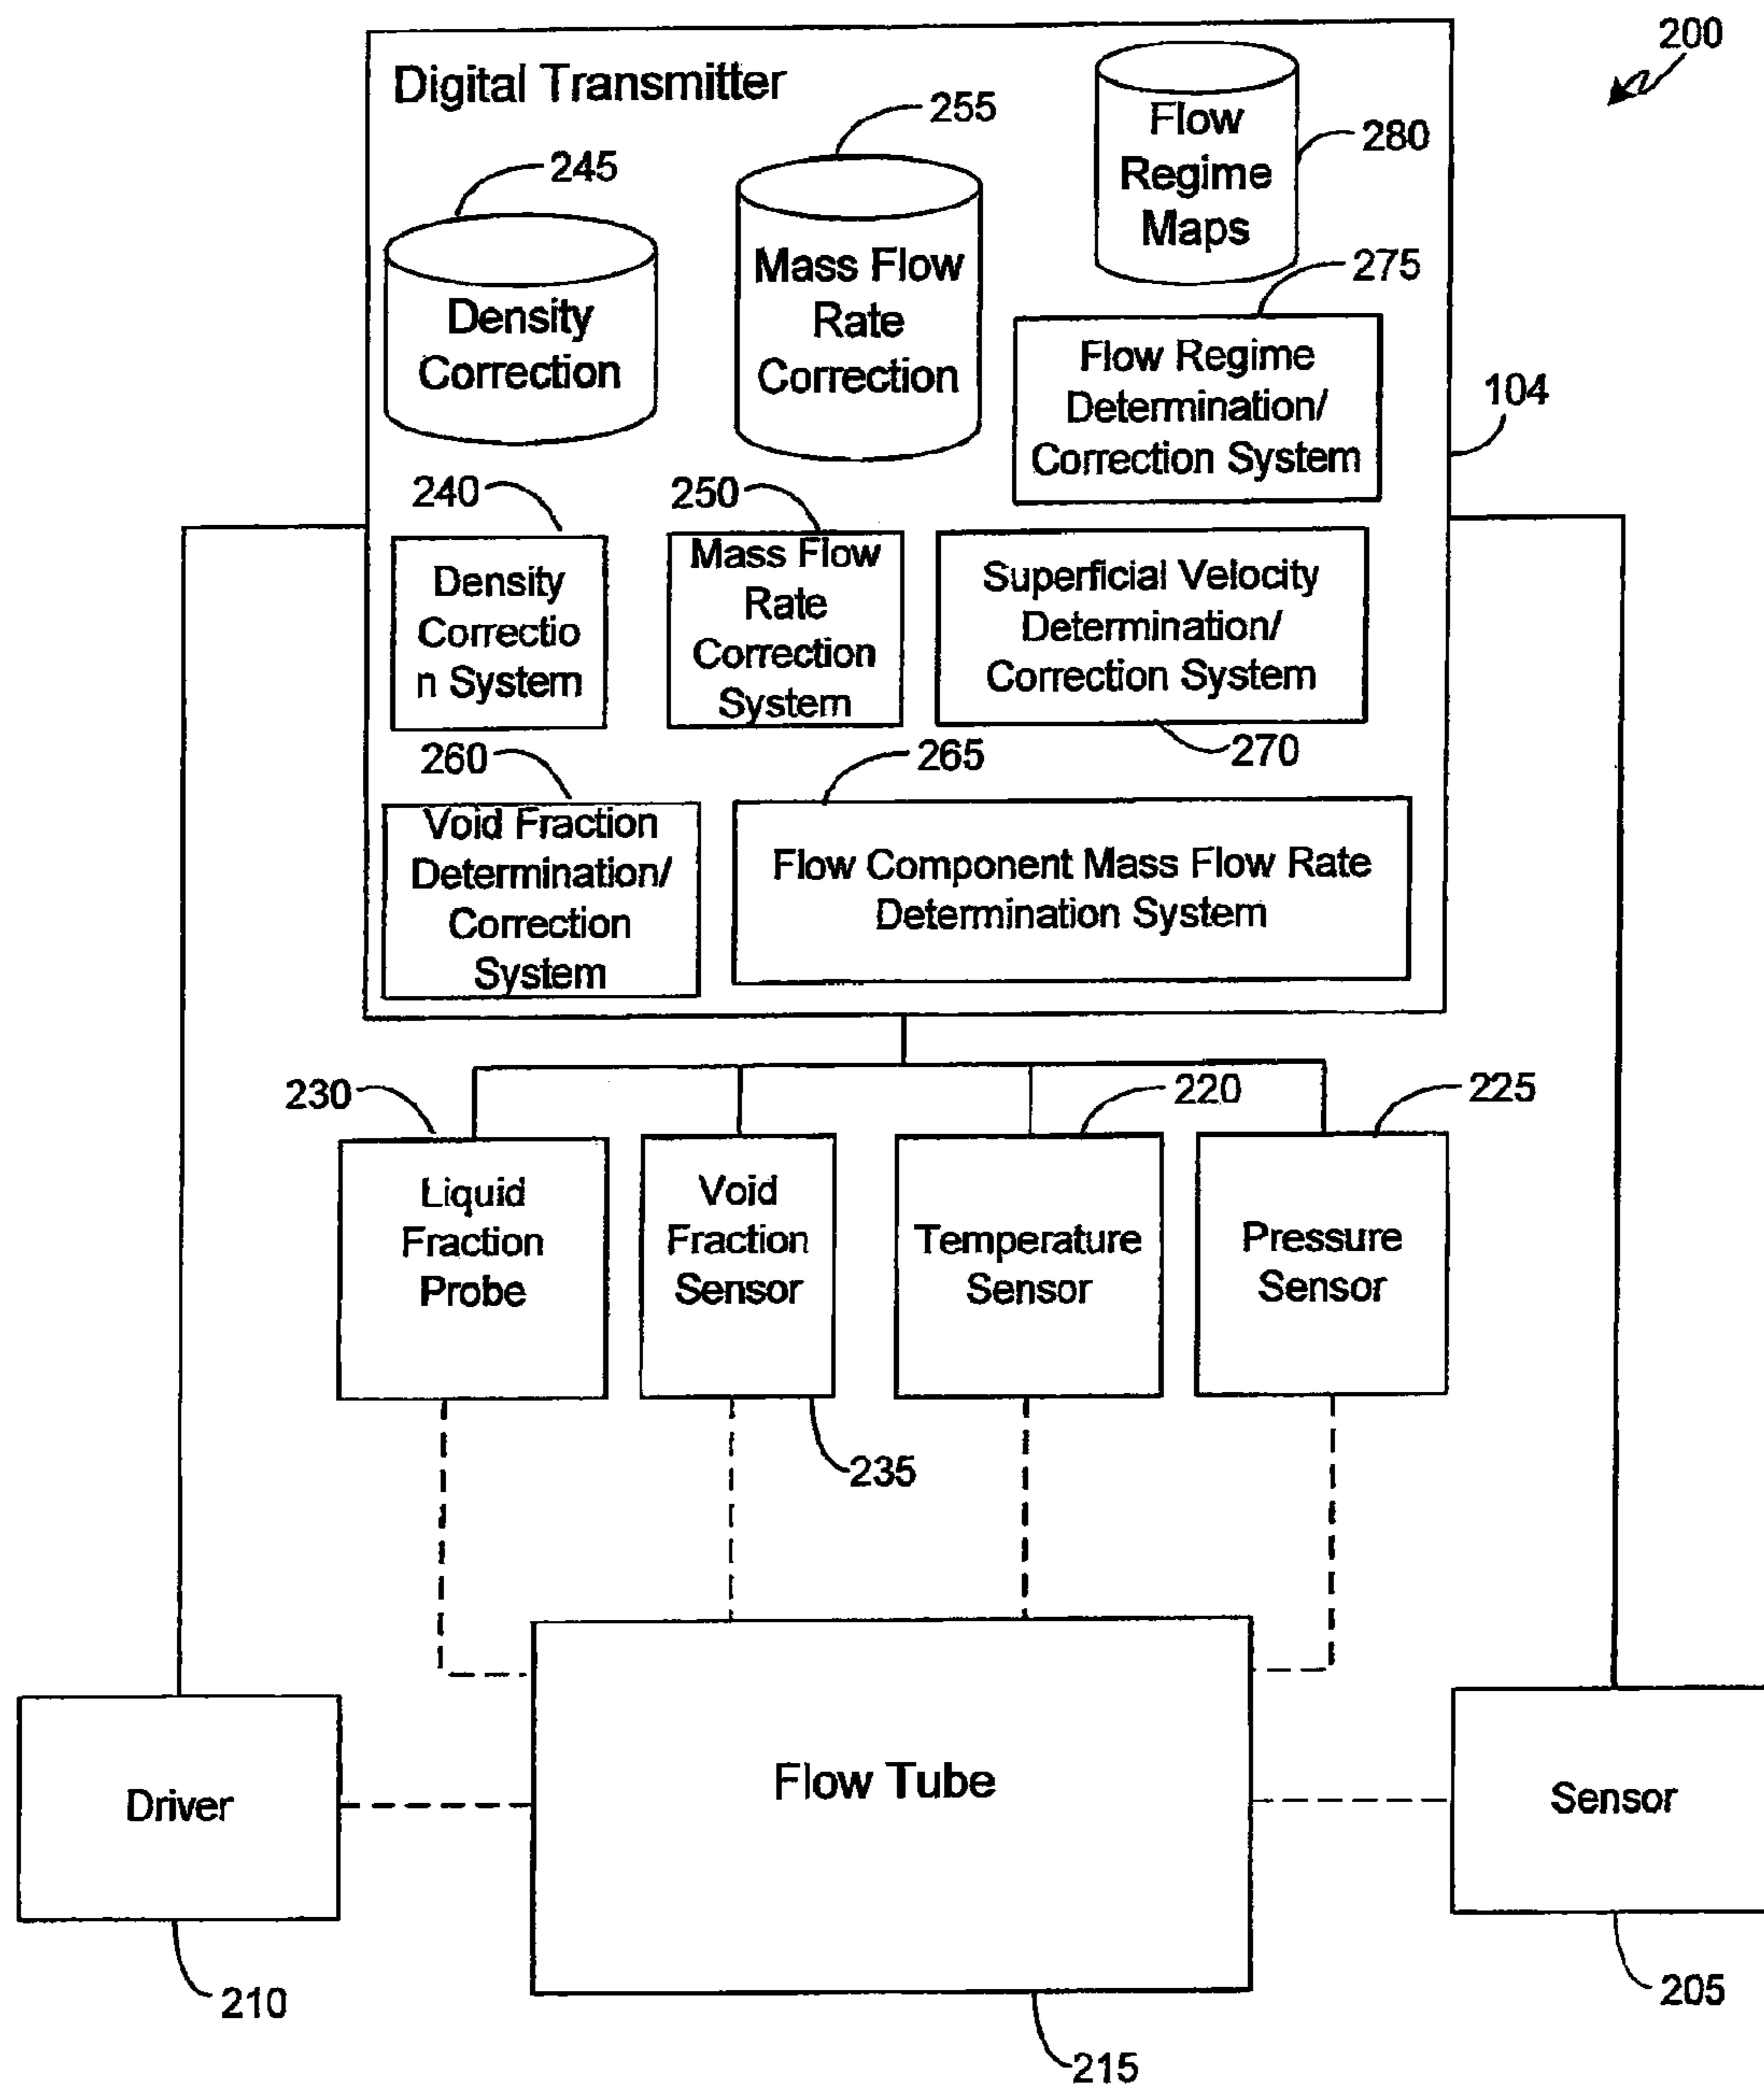 200
Digital Transmitter
255
Flow
Regime
Maps
280
245
Mass Flow
Rate
Correction
275
Density
Correction
Flow Regime
Determination/
Correction System
104
240
250
Density
Correctio
n System
Mass Flow
Rate
Correction
System
Superficial Velocity
Determination/
Correction System
270
260
265
Void Fraction
Determination/
Correction
System
Flow Component Mass Flow Rate
Determination System
230
220
225
Liquid
Fraction
Probe
Void
Fraction
Sensor
Temperature
Sensor
Pressure
Sensor
235
Driver
Flow Tube
Sensor
210
205
215